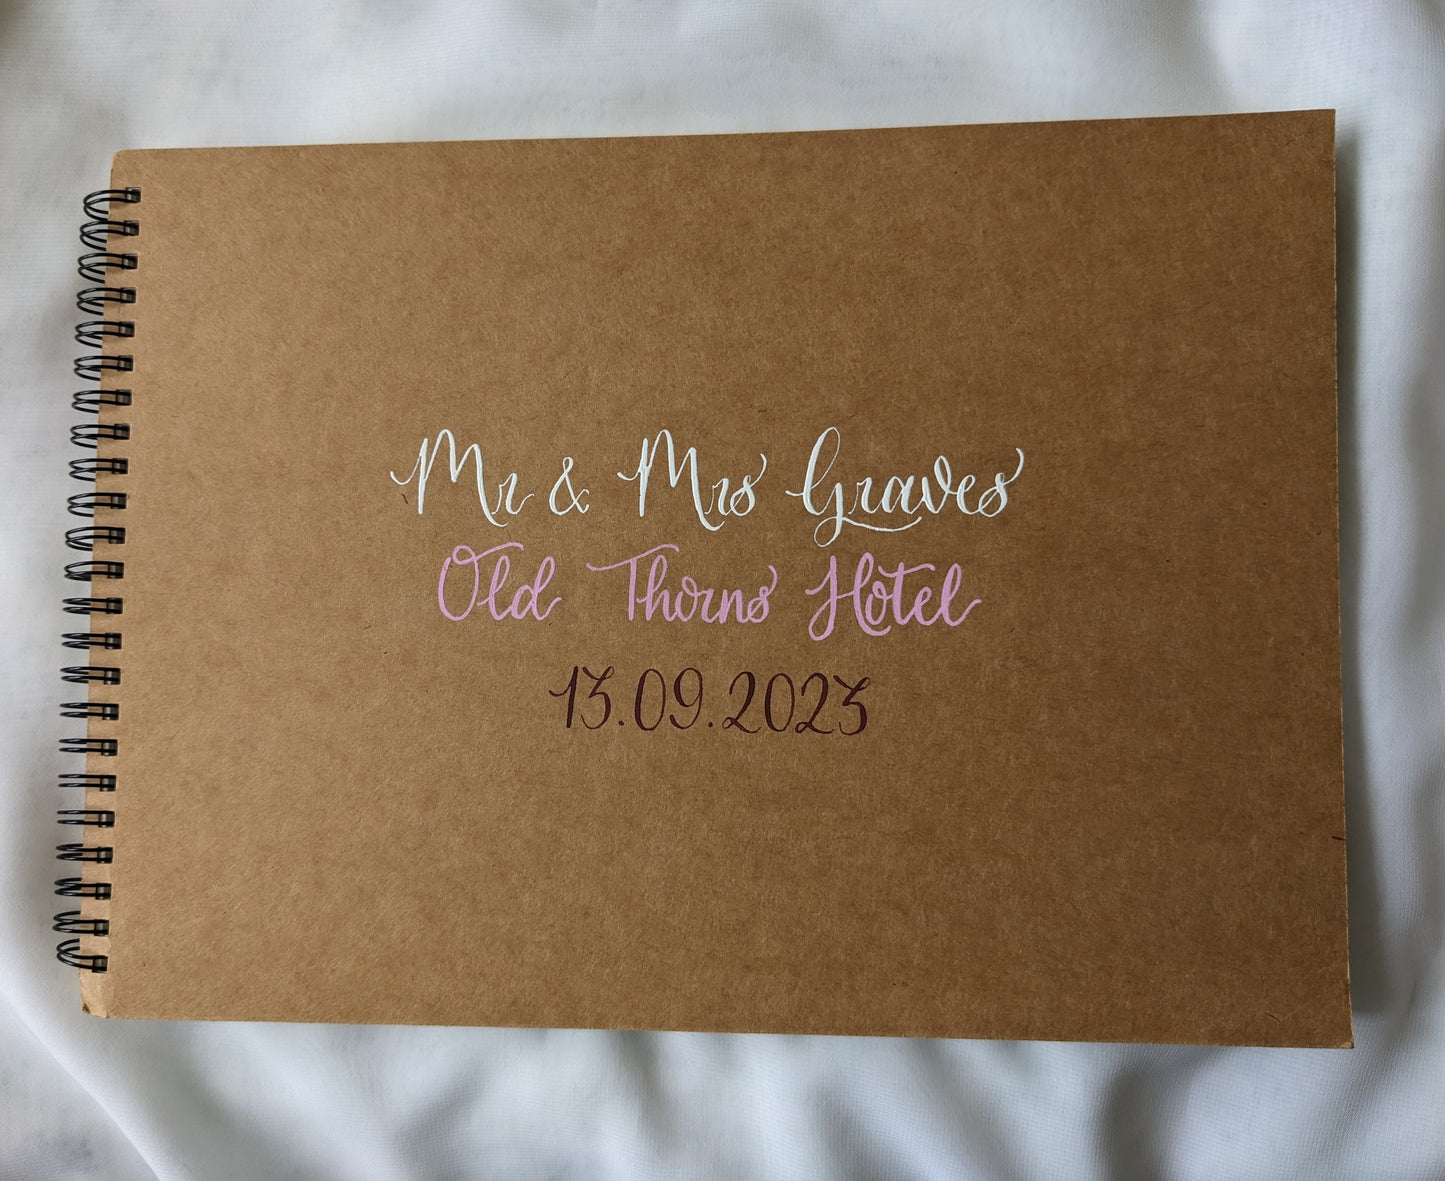 Mr & Mrs Graves
Old Thorns Hotel
13.09.2023